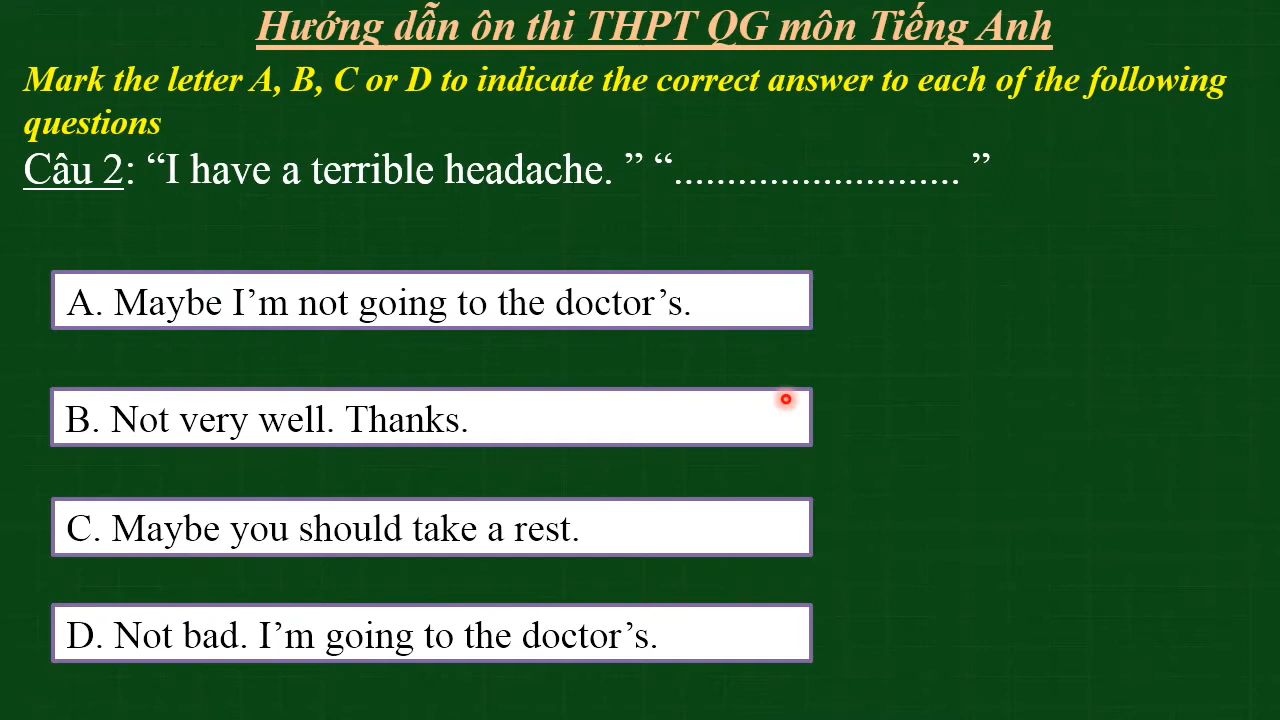 Hướng dẫn ôn thi THPT QG môn Tiếng Anh
Mark the letter A, B, C or D to indicate the correct answer to each of the following
questions
Câu 2: “I have a terrible headache. ” “........................... ”
A. Maybe I’m not going to the doctor’s.
B. Not very well. Thanks.
C. Maybe you should take a rest.
D. Not bad. I’m going to the doctor’s.